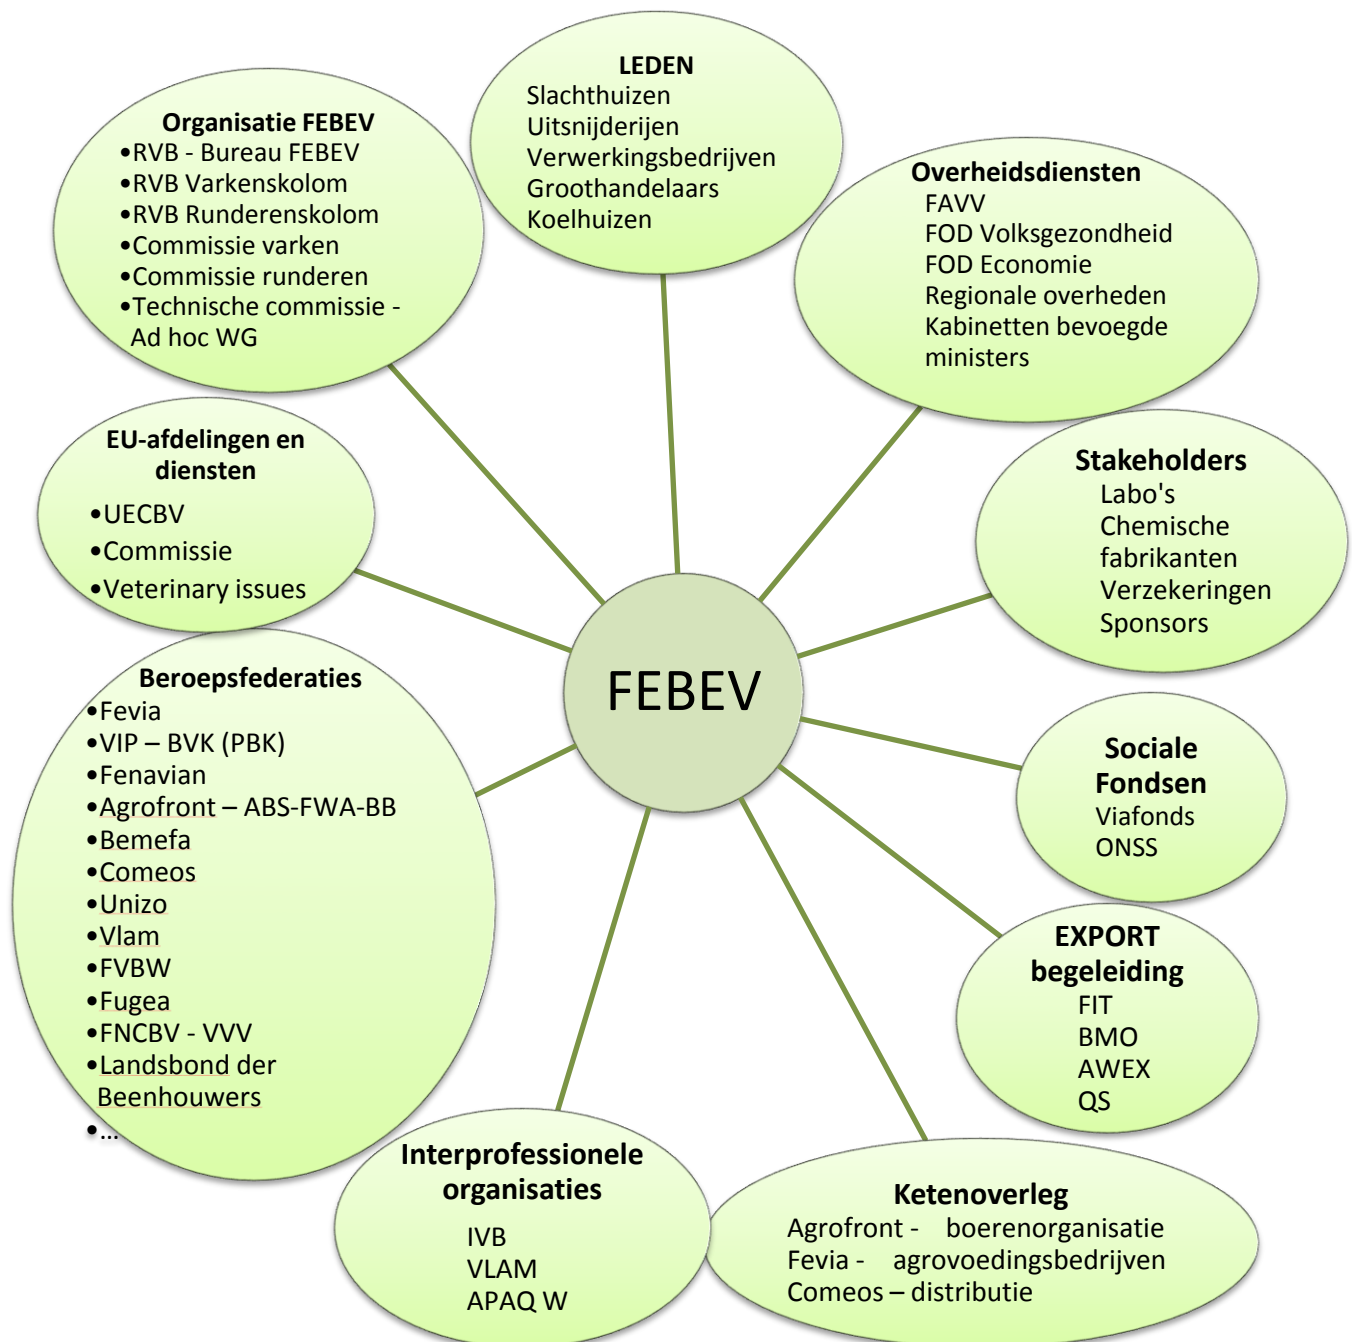 LEDEN
Slachthuizen
Uitsnijderijen
Verwerkingsbedrijven
Groothandelaars
Koelhuizen
Organisatie FEBEV
•RVB - Bureau FEBEV
•RVB Varkenskolom
•RVB Runderenskolom
•Commissie varken
•Commissie runderen
•Technische commissie -
Ad hoc WG
Overheidsdiensten
FAVV
FOD Volksgezondheid
FOD Economie
Regionale overheden
Kabinetten bevoegde
ministers
EU-afdelingen en
diensten
•UECBV
•Commissie
•Veterinary issues
Stakeholders
Labo's
Chemische
fabrikanten
Verzekeringen
Sponsors
FEBEV
Beroepsfederaties
•Fevia
•VIP – BVK (PBK)
•Fenavian
•Agrofront – ABS-FWA-BB
•Bemefa
•Comeos
•Unizo
•Vlam
•FVBW
•Fugea
•FNCBV - VVV
•Landsbond der
Beenhouwers
•...
Sociale
Fondsen
Viafonds
ONSS
EXPORT
begeleiding
FIT
BMO
AWEX
QS
Interprofessionele
organisaties
IVB
VLAM
APAQ W
Ketenoverleg
Agrofront - boerenorganisatie
Fevia - agrovoedingsbedrijven
Comeos – distributie